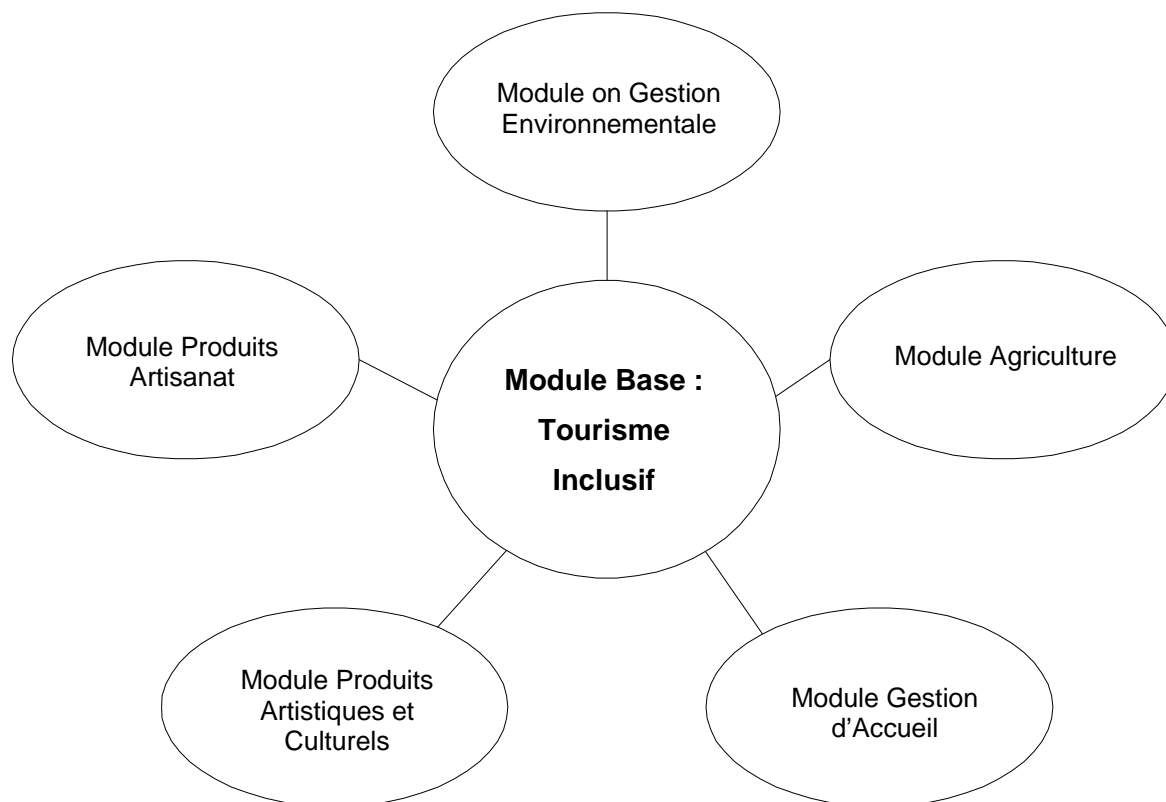 Module on Gestion
Environnementale
Module Produits
Artisanat
Module Agriculture
Module Base :
Tourisme
Inclusif
Module Produits
Artistiques et
Culturels
Module Gestion
d’Accueil